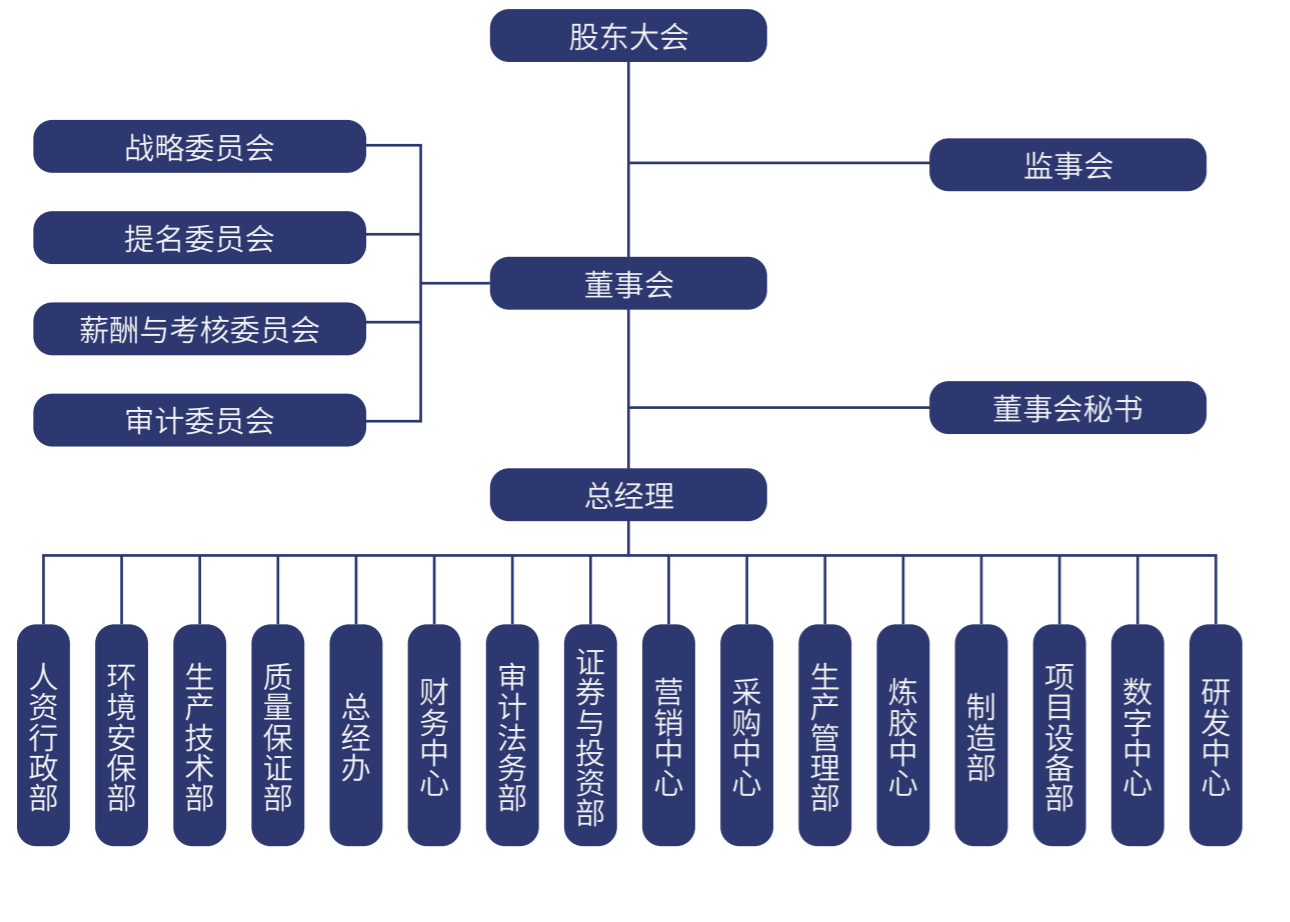 股东大会
战略委员会
监事会
提名委员会
董事会
薪酬与考核委员会
董事会秘书
审计委员会
总经理
人资行政部
环境安保部
生产技术部
质量保证部
总经办
财务中心
审计法务部
证券与投资部
营销中心
采购中心
生产管理部
炼胶中心
制造部
项目设备部
数字中心
研发中心